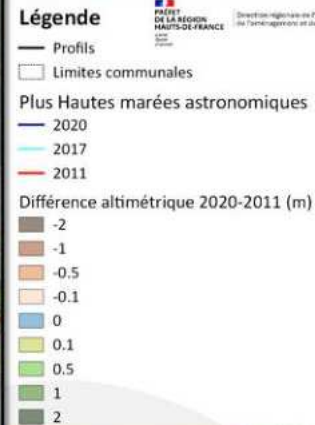 Légende
PRÉFET
DE LA RÉGION
HAUTS-DE-FRANCE
Profils
Limites communales
Plus Hautes marées astronomiques
2020
2017
2011
Différence altimétrique 2020-2011 (m)
-2
-1
-0.5
-0.1
0
0.1
0.5
1
2